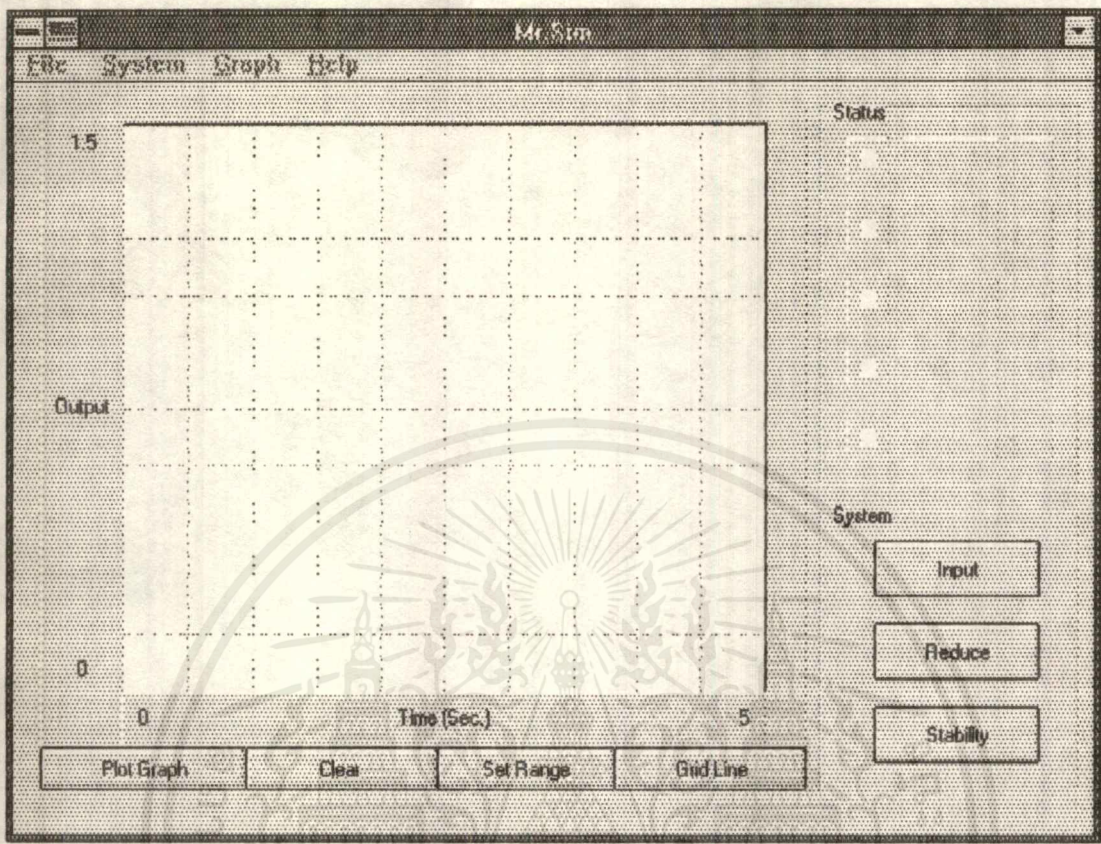 Mr.Sim
File System Graph Help
Status
1.5
Output
System
Input
Reduce
0
0 Time (Sec.) 5
Stability
Plot Graph Clear Set Range Grid Line